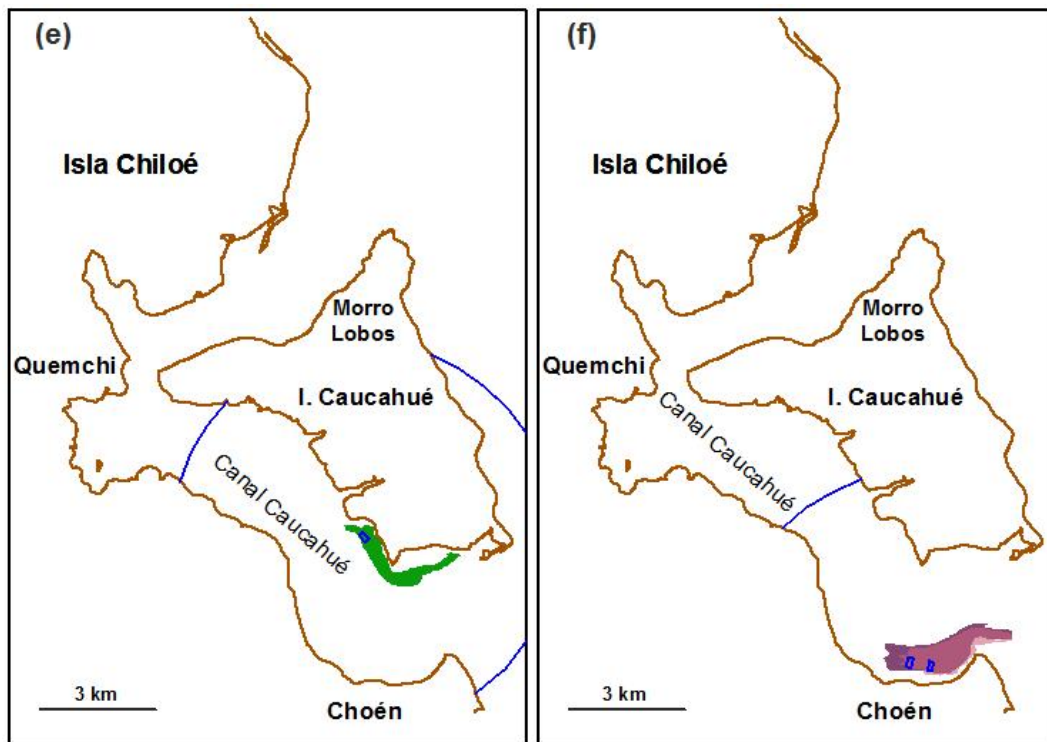 (e)
Isla Chiloé
Morro
Lobos
Quemchi
I. Caucahué
Canal Caucahué
3 km
Choén
(f)
Isla Chiloé
Morro
Lobos
Quemchi
I. Caucahué
Canal Caucahué
3 km
Choén